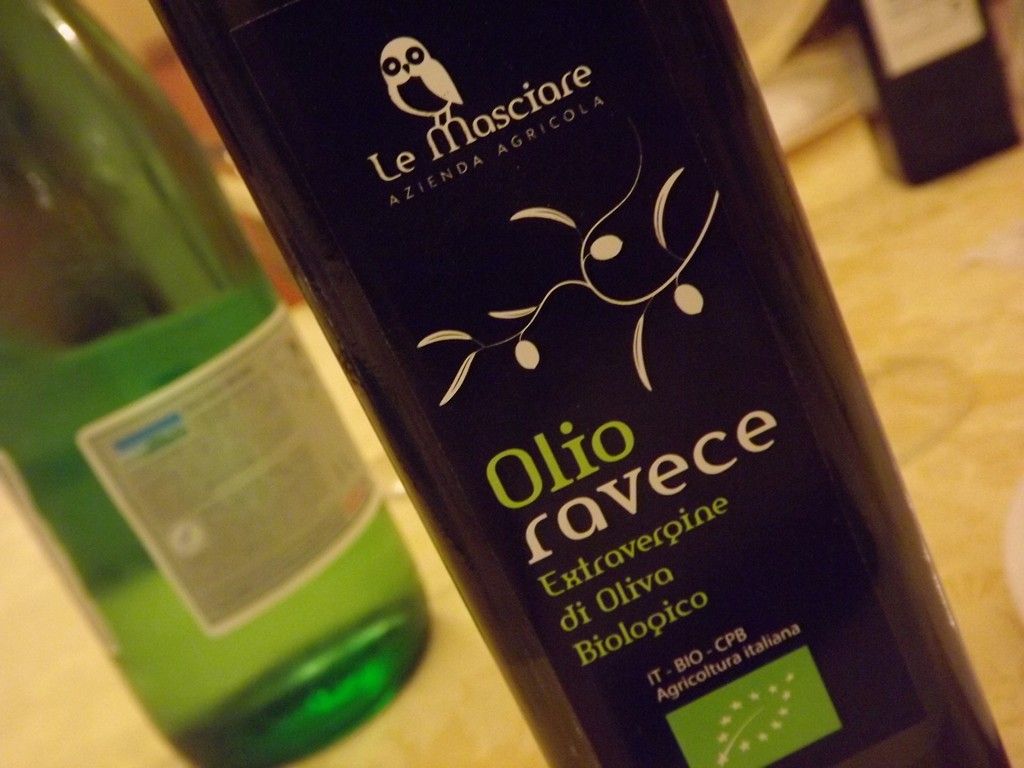 Le Masciare
AZIENDA AGRICOLA
Olio
ravece
Extravergine
di Oliva
Biologico
IT - BIO - CPB
Agricoltura italiana